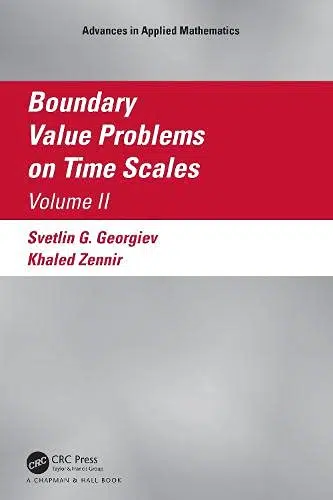 Advances in Applied Mathematics
Boundary
Value Problems
on Time Scales
Volume II
Svetlin G. Georgiev
Khaled Zennir
CRC
CRC Press
Taylor & Francis Group
A CHAPMAN & HALL BOOK